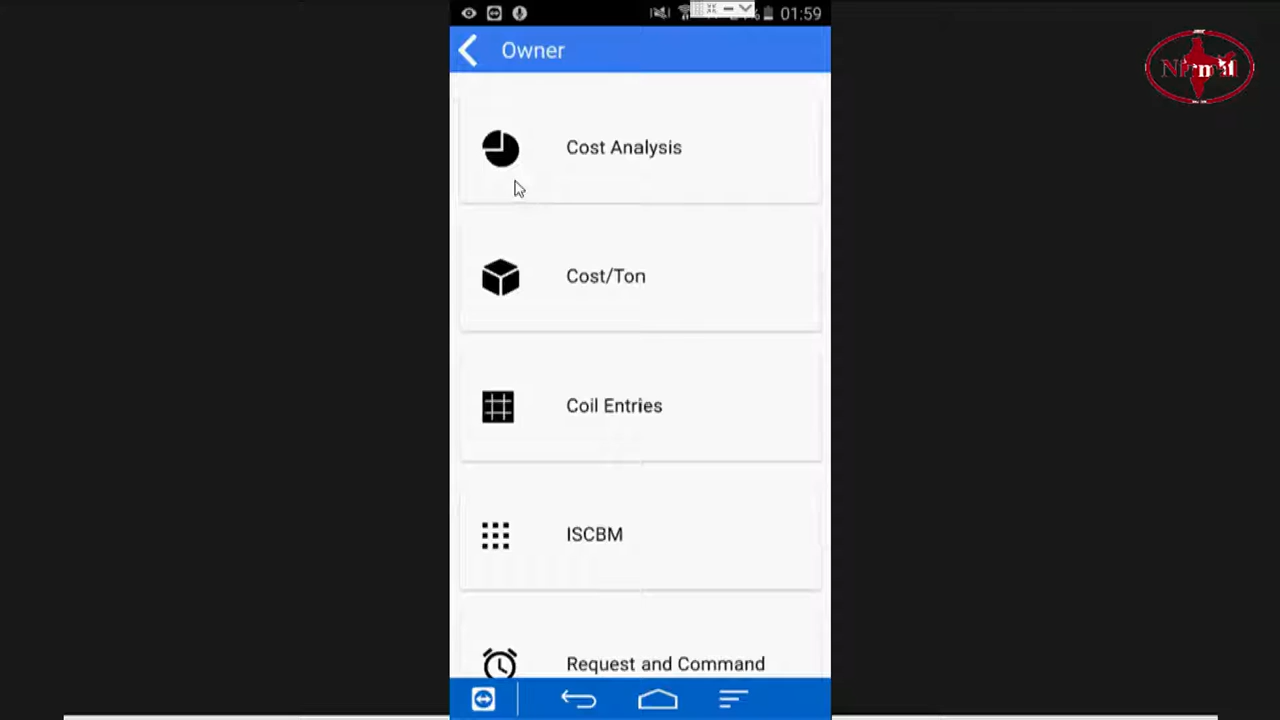 01:59
Owner
Cost Analysis
Cost/Ton
Coil Entries
ISCBM
Request and Command